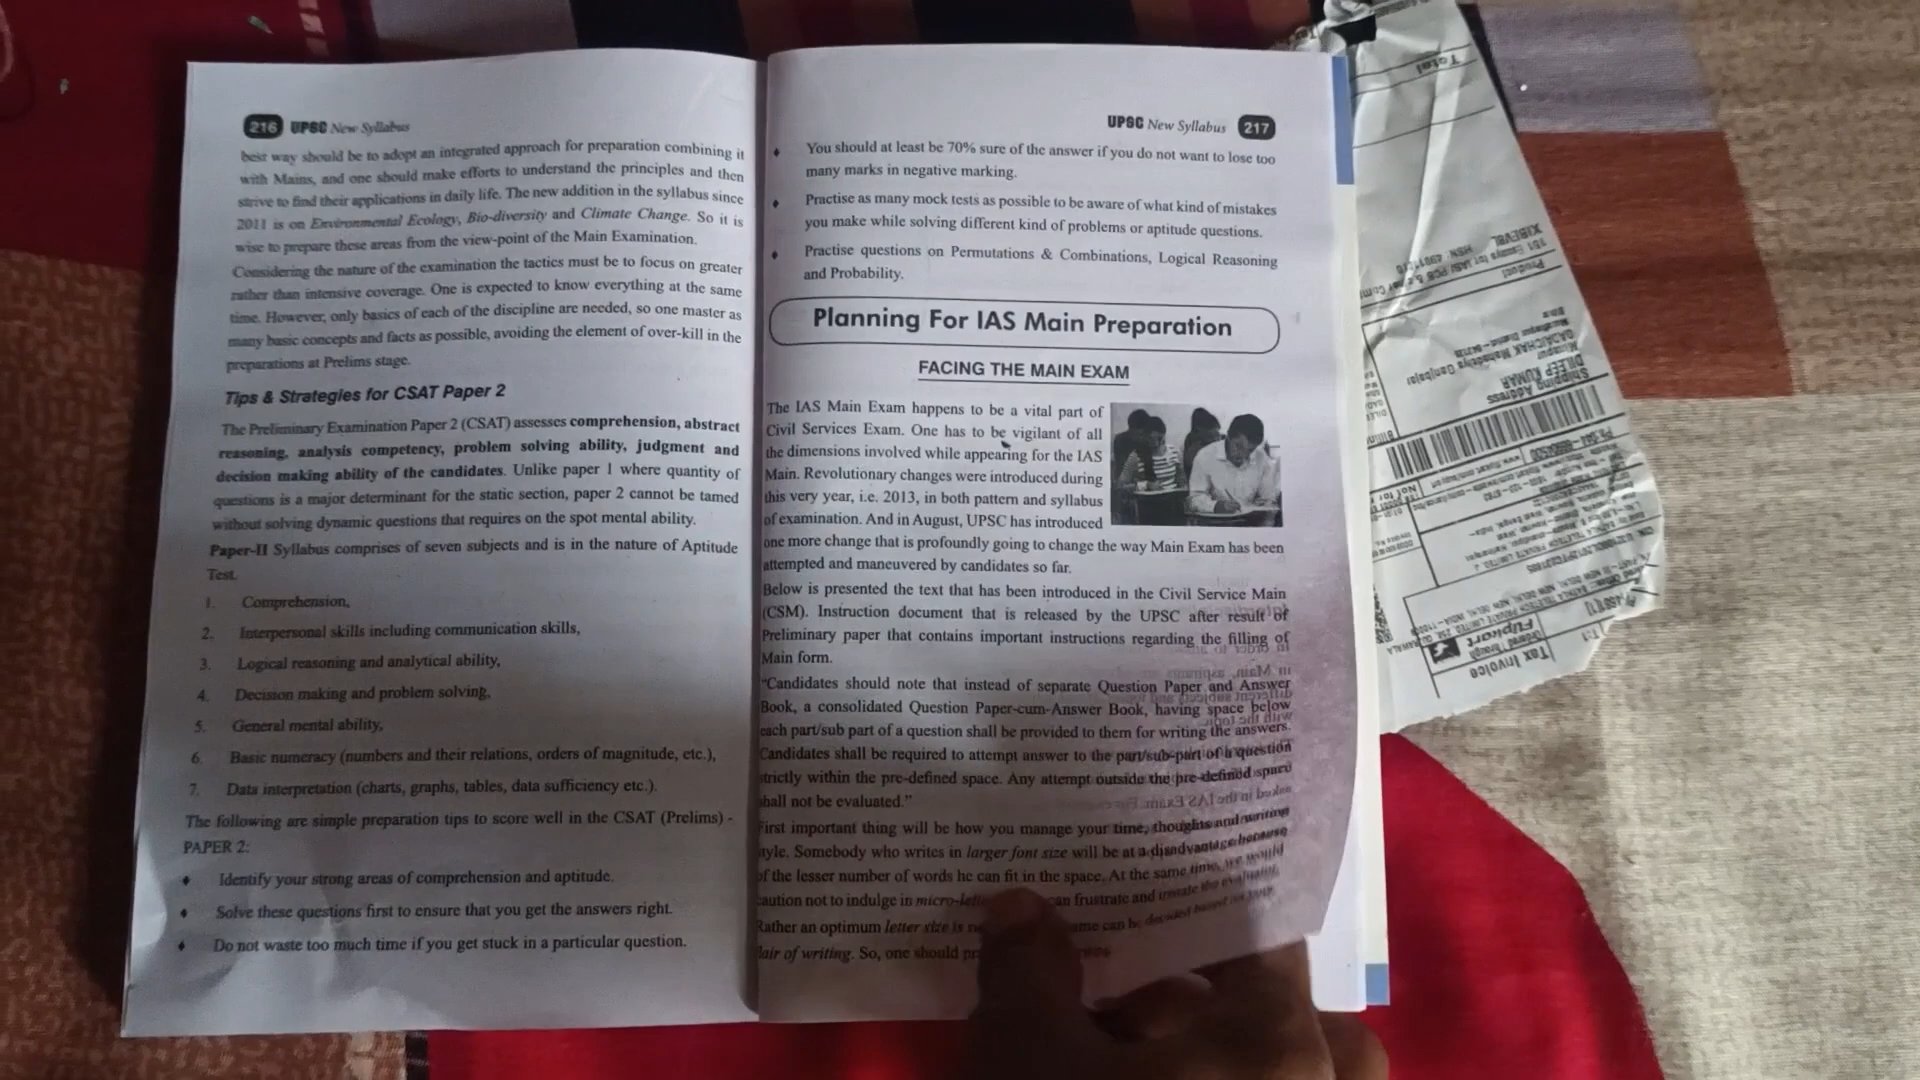 216 UPSC New Syllabus
best way should be to adopt an integrated approach for preparation combining it
with Mains, and one should make efforts to understand the principles and then
strive to find their applications in daily life. The new addition in the syllabus since
2011 is on Environmental Ecology, Bio-diversity and Climate Change. So it is
wise to prepare these areas from the view-point of the Main Examination.
Considering the nature of the examination the tactics must be to focus on greater
rather than intensive coverage. One is expected to know everything at the same
time. However, only basics of each of the discipline are needed, so one master as
many basic concepts and facts as possible, avoiding the element of over-kill in the
preparations at Prelims stage.
Tips & Strategies for CSAT Paper 2
The Preliminary Examination Paper 2 (CSAT) assesses comprehension, abstract
reasoning, analysis competency, problem solving ability, judgment and
decision making ability of the candidates. Unlike paper 1 where quantity of
questions is a major determinant for the static section, paper 2 cannot be tamed
without solving dynamic questions that requires on the spot mental ability.
Paper-II Syllabus comprises of seven subjects and is in the nature of Aptitude
Test.
1. Comprehension,
2. Interpersonal skills including communication skills,
3. Logical reasoning and analytical ability,
4. Decision making and problem solving,
5. General mental ability,
6. Basic numeracy (numbers and their relations, orders of magnitude, etc.),
7. Data interpretation (charts, graphs, tables, data sufficiency etc.).
The following are simple preparation tips to score well in the CSAT (Prelims) -
PAPER 2:
♦ Identify your strong areas of comprehension and aptitude.
♦ Solve these questions first to ensure that you get the answers right.
♦ Do not waste too much time if you get stuck in a particular question.
UPSC New Syllabus 217
♦ You should at least be 70% sure of the answer if you do not want to lose too
many marks in negative marking.
♦ Practise as many mock tests as possible to be aware of what kind of mistakes
you make while solving different kind of problems or aptitude questions.
♦ Practise questions on Permutations & Combinations, Logical Reasoning
and Probability.
Planning For IAS Main Preparation
FACING THE MAIN EXAM
The IAS Main Exam happens to be a vital part of
Civil Services Exam. One has to be vigilant of all
the dimensions involved while appearing for the IAS
Main. Revolutionary changes were introduced during
this very year, i.e. 2013, in both pattern and syllabus
of examination. And in August, UPSC has introduced
one more change that is profoundly going to change the way Main Exam has been
attempted and maneuvered by candidates so far.
Below is presented the text that has been introduced in the Civil Service Main
(CSM). Instruction document that is released by the UPSC after result of
Preliminary paper that contains important instructions regarding the filling of
Main form.
"Candidates should note that instead of separate Question Paper and Answer
Book, a consolidated Question Paper-cum-Answer Book, having space below
each part/sub part of a question shall be provided to them for writing the answers.
Candidates shall be required to attempt answer to the part/sub-part of a question
strictly within the pre-defined space. Any attempt outside the pre-defined space
shall not be evaluated."
First important thing will be how you manage your time, thoughts and writing
style. Somebody who writes in larger font size will be at a disadvantage because
of the lesser number of words he can fit in the space. At the same time, we would
caution not to indulge in can frustrate and irritate the
Rather an optimum letter size is can be decided based on
flair of writing. So, one should
Total
Product
Shipping Address
DILEEP KUMAR
Flipkart
Tax Invoice